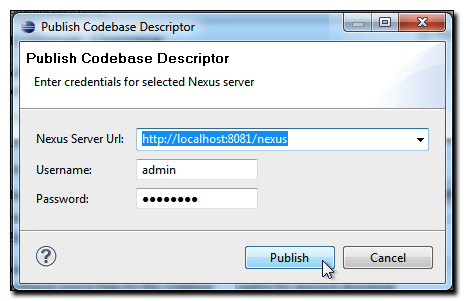 Publish Codebase Descriptor
Publish Codebase Descriptor
Enter credentials for selected Nexus server
Nexus Server Url: http://localhost:8081/nexus
Username: admin
Password: ●●●●●●●●
?
Publish Cancel